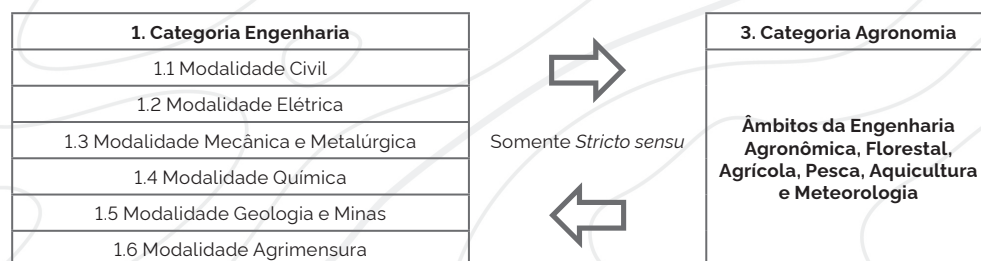 1. Categoria Engenharia
1.1 Modalidade Civil
1.2 Modalidade Elétrica
1.3 Modalidade Mecânica e Metalúrgica
1.4 Modalidade Química
1.5 Modalidade Geologia e Minas
1.6 Modalidade Agrimensura
Somente Stricto sensu
3. Categoria Agronomia
Âmbitos da Engenharia
Agronômica, Florestal,
Agrícola, Pesca, Aquicultura
e Meteorologia